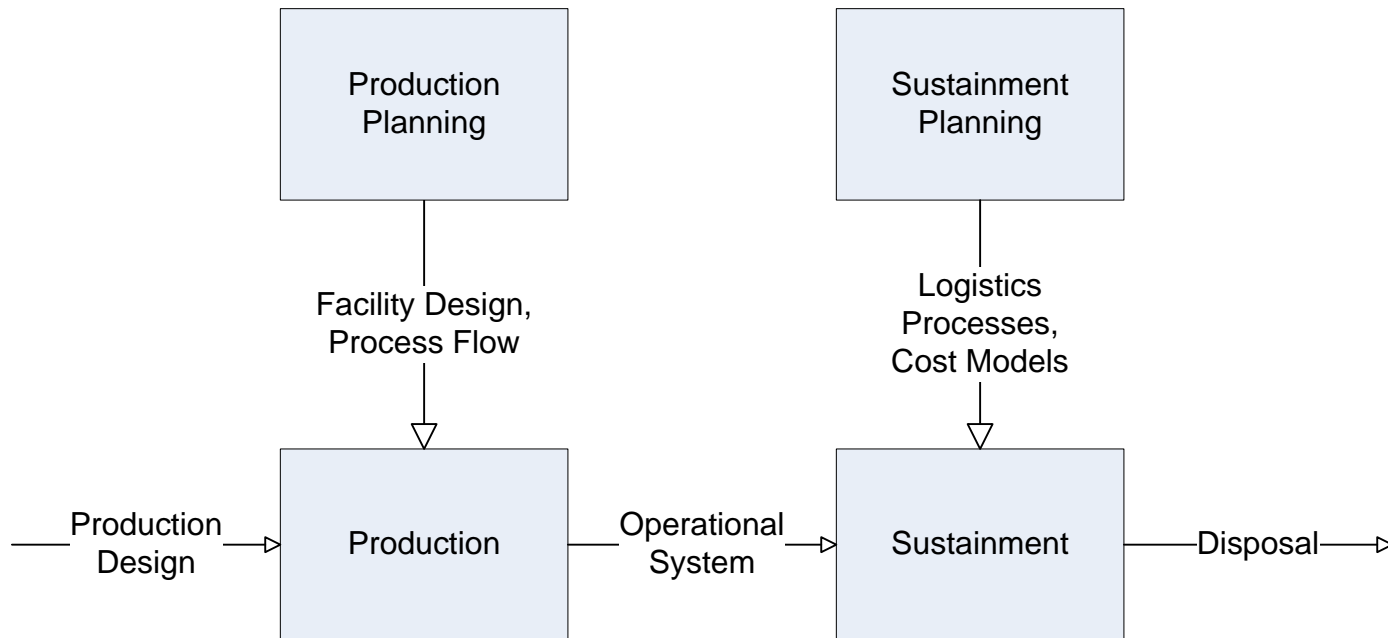 Production
Planning
Sustainment
Planning
Facility Design,
Process Flow
Logistics
Processes,
Cost Models
Production
Design
Production
Operational
System
Sustainment
Disposal